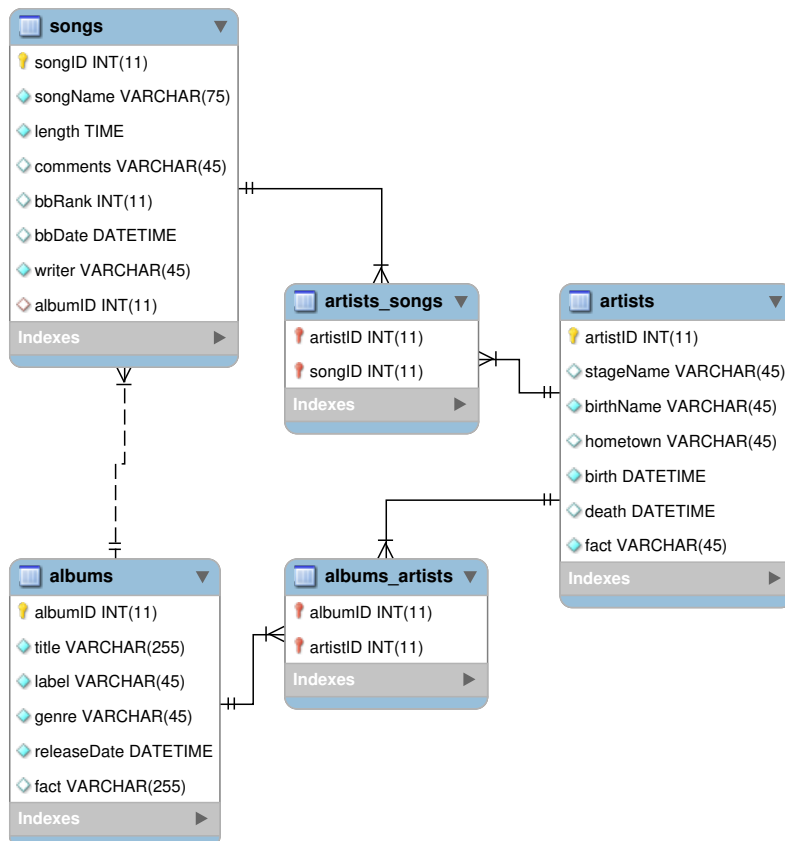 songs
songID INT(11)
songName VARCHAR(75)
length TIME
comments VARCHAR(45)
bbRank INT(11)
bbDate DATETIME
writer VARCHAR(45)
albumID INT(11)
Indexes
artists_songs
artistID INT(11)
songID INT(11)
Indexes
artists
artistID INT(11)
stageName VARCHAR(45)
birthName VARCHAR(45)
hometown VARCHAR(45)
birth DATETIME
death DATETIME
fact VARCHAR(45)
Indexes
albums
albumID INT(11)
title VARCHAR(255)
label VARCHAR(45)
genre VARCHAR(45)
releaseDate DATETIME
fact VARCHAR(255)
Indexes
albums_artists
albumID INT(11)
artistID INT(11)
Indexes